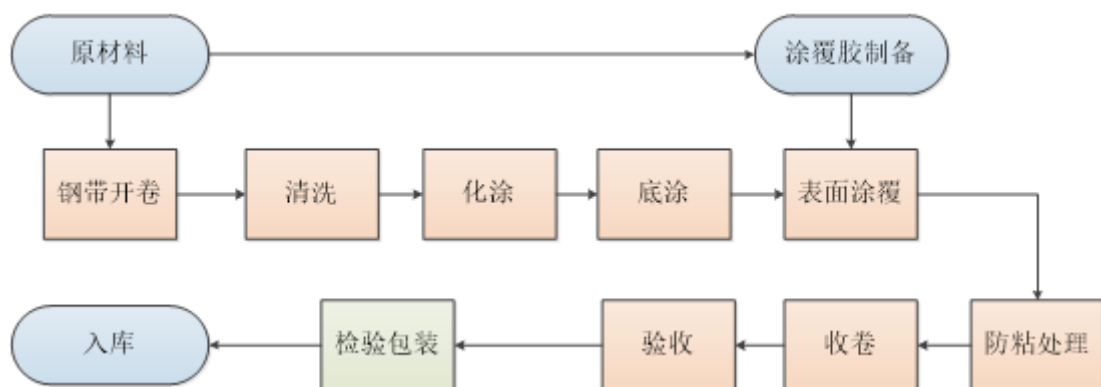 原材料
涂覆胶制备
钢带开卷
清洗
化涂
底涂
表面涂覆
入库
检验包装
验收
收卷
防粘处理